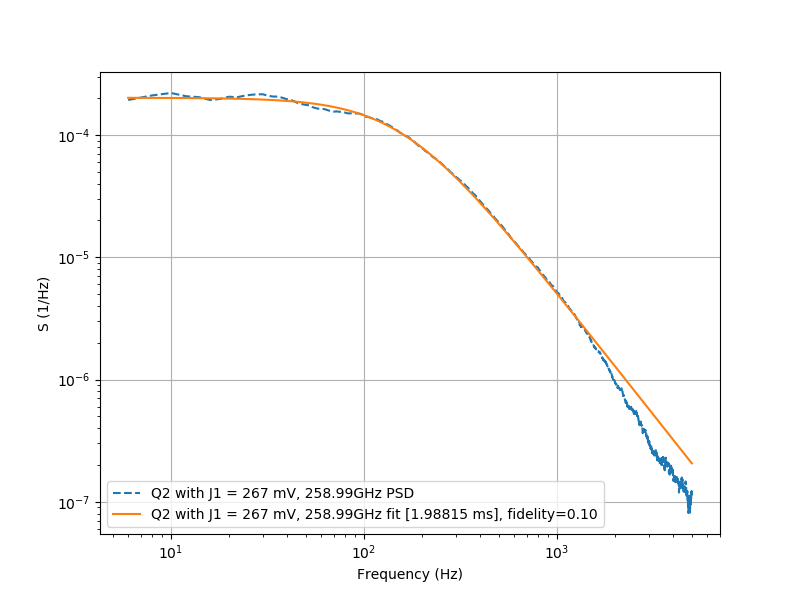 S (1/Hz)
10⁻⁴
10⁻⁵
10⁻⁶
10⁻⁷
Q2 with J1 = 267 mV, 258.99GHz PSD
Q2 with J1 = 267 mV, 258.99GHz fit [1.98815 ms], fidelity=0.10
10¹ 10² 10³
Frequency (Hz)